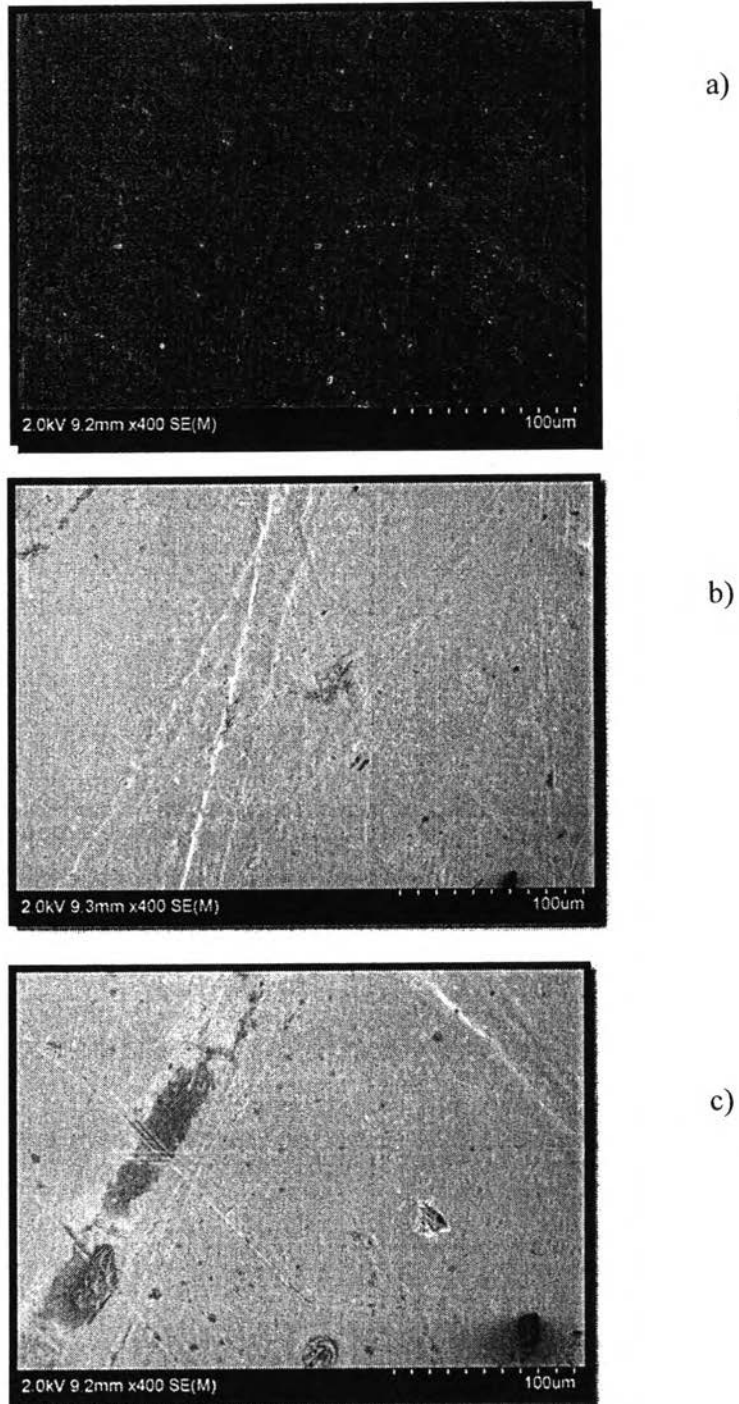 a)
2.0kV 9.2mm x400 SE(M) 100um
b)
2.0kV 9.3mm x400 SE(M) 100um
c)
2.0kV 9.2mm x400 SE(M) 100um